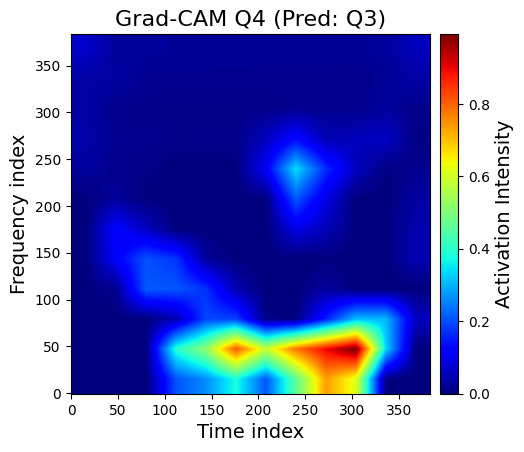 Grad-CAM Q4 (Pred: Q3)
Frequency index
350
300
250
200
150
100
50
0
0 50 100 150 200 250 300 350
Time index
0.8
0.6
0.4
0.2
0.0
Activation Intensity